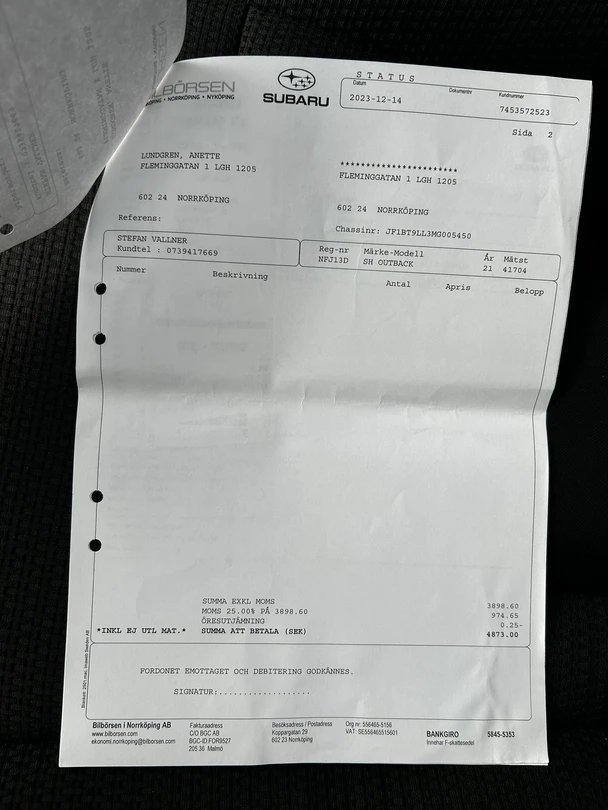 BILBÖRSEN
• NORRKÖPING • NYKÖPING
SUBARU
STATUS
Datum
Dokumentnr
Kundnummer
2023-12-14
7453572523
Sida 2
LUNDGREN, ANETTE
FLEMINGGATAN 1 LGH 1205
602 24 NORRKÖPING
***********************
FLEMINGGATAN 1 LGH 1205
602 24 NORRKÖPING
Referens:
Chassinr: JF1BT9LL3MG005450
STEFAN VALLNER
Kundtel : 0739417669
Reg-nr Märke-Modell År Mätst
NFJ13D SH OUTBACK 21 41704
Nummer Beskrivning Antal Apris Belopp
SUMMA EXKL MOMS 3898.60
MOMS 25.00% PÅ 3898.60 974.65
ÖRESUTJÄMNING 0.25-
*INKL EJ UTL MAT.* SUMMA ATT BETALA (SEK) 4873.00
FORDONET EMOTTAGET OCH DEBITERING GODKÄNNES.
SIGNATUR:...................
Bilbörsen i Norrköping AB
www.bilborsen.com
ekonomi.norrkoping@bilborsen.com
Fakturaadress
C/O BGC AB
BGC-ID:FOR9527
205 36 Malmö
Besöksadress / Postadress
Koppargatan 29
602 23 Norrköping
Org nr: 556465-5156
VAT: SE556465515601
BANKGIRO 5845-5353
Innehar F-skattesedel